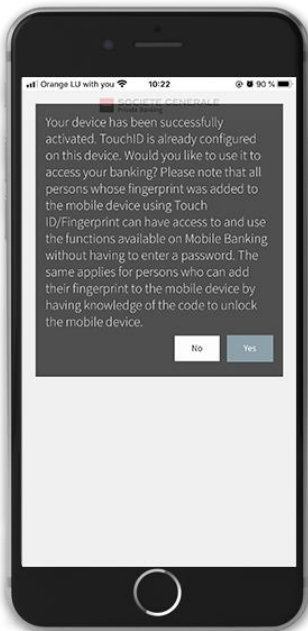 Orange LU with you 10:22 90 %
SOCIETE GENERALE
Private Banking
Your device has been successfully
activated. TouchID is already configured
on this device. Would you like to use it to
access your banking? Please note that all
persons whose fingerprint was added to
the mobile device using Touch
ID/Fingerprint can have access to and use
the functions available on Mobile Banking
without having to enter a password. The
same applies for persons who can add
their fingerprint to the mobile device by
having knowledge of the code to unlock
the mobile device.
No Yes